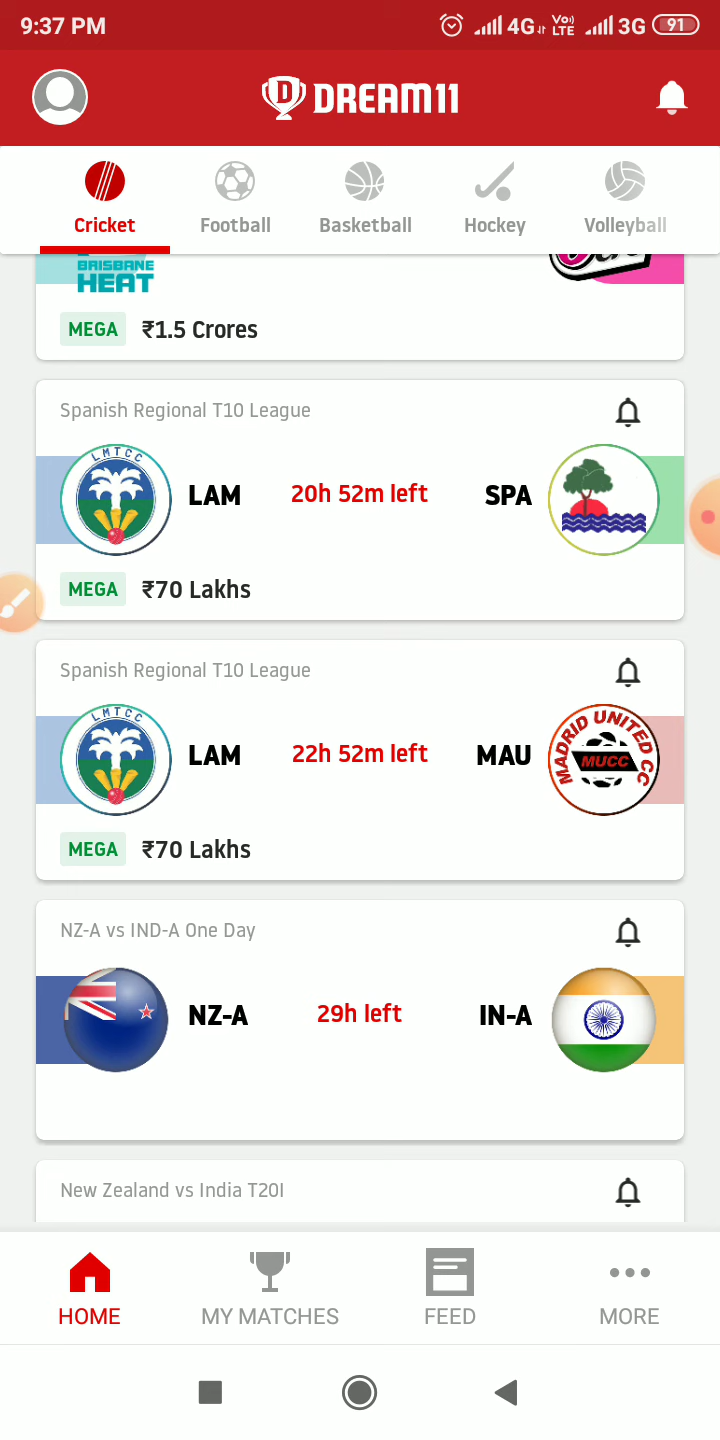 9:37 PM 4G Vo)) LTE 3G 91
DREAM11
Cricket Football Basketball Hockey Volleyball
BRISBANE
HEAT
MEGA ₹1.5 Crores
Spanish Regional T10 League
LMTCC
LAM 20h 52m left SPA
MEGA ₹70 Lakhs
Spanish Regional T10 League
LMTCC
LAM 22h 52m left MAU
MADRID UNITED CC
MUCC
MEGA ₹70 Lakhs
NZ-A vs IND-A One Day
NZ-A 29h left IN-A
New Zealand vs India T20I
HOME MY MATCHES FEED MORE